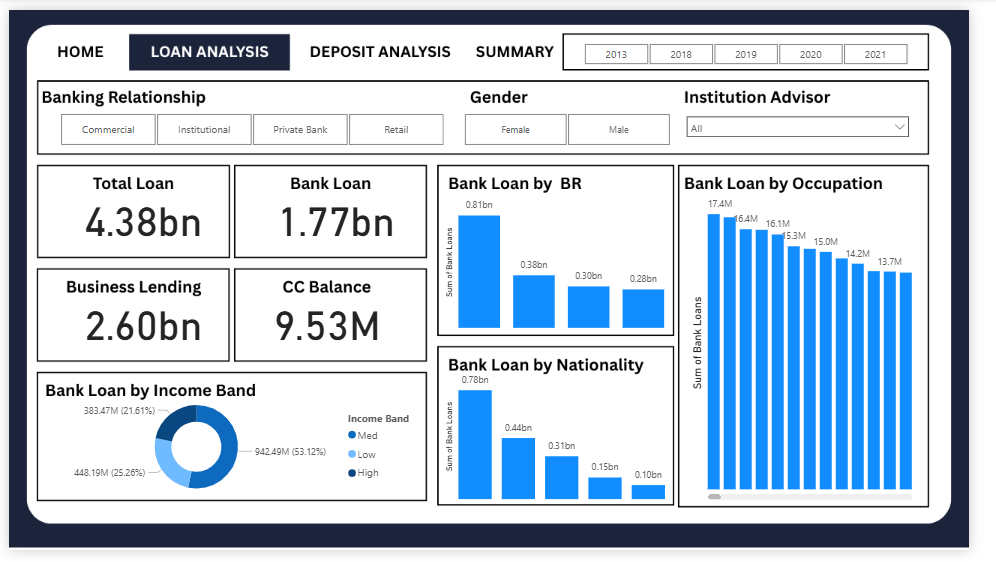 HOME
LOAN ANALYSIS
DEPOSIT ANALYSIS
SUMMARY
2013
2018
2019
2020
2021
Banking Relationship
Commercial
Institutional
Private Bank
Retail
Gender
Female
Male
Institution Advisor
All
Total Loan
4.38bn
Bank Loan
1.77bn
Business Lending
2.60bn
CC Balance
9.53M
Bank Loan by Income Band
383.47M (21.61%)
448.19M (25.26%)
942.49M (53.12%)
Income Band
Med
Low
High
Bank Loan by  BR
Sum of Bank Loans
0.81bn
0.38bn
0.30bn
0.28bn
Bank Loan by Nationality
Sum of Bank Loans
0.78bn
0.44bn
0.31bn
0.15bn
0.10bn
Bank Loan by Occupation
Sum of Bank Loans
17.4M
16.4M
16.1M
15.3M
15.0M
14.2M
13.7M